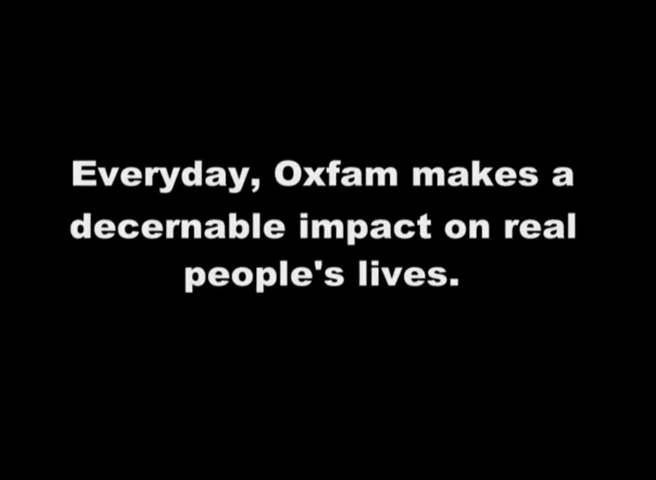 Everyday, Oxfam makes a
decernable impact on real
people's lives.